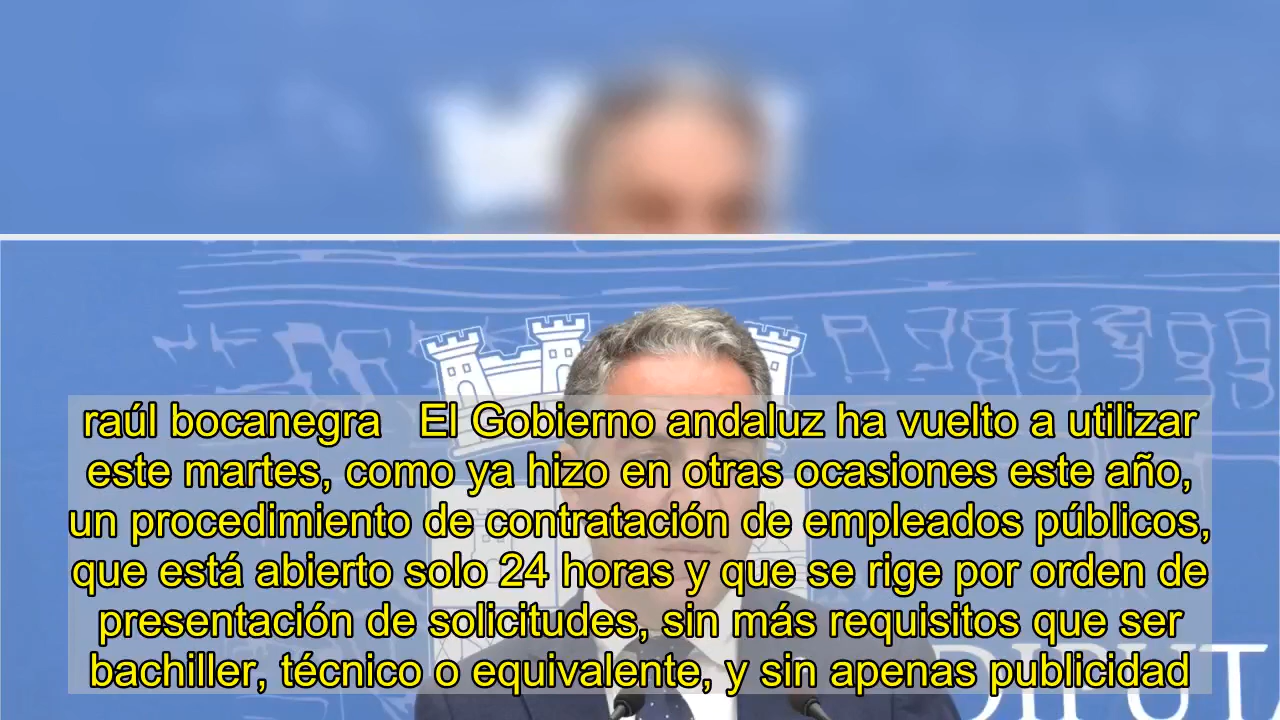 raúl bocanegra   El Gobierno andaluz ha vuelto a utilizar
este martes, como ya hizo en otras ocasiones este año,
un procedimiento de contratación de empleados públicos,
que está abierto solo 24 horas y que se rige por orden de
presentación de solicitudes, sin más requisitos que ser
bachiller, técnico o equivalente, y sin apenas publicidad
DIPUT